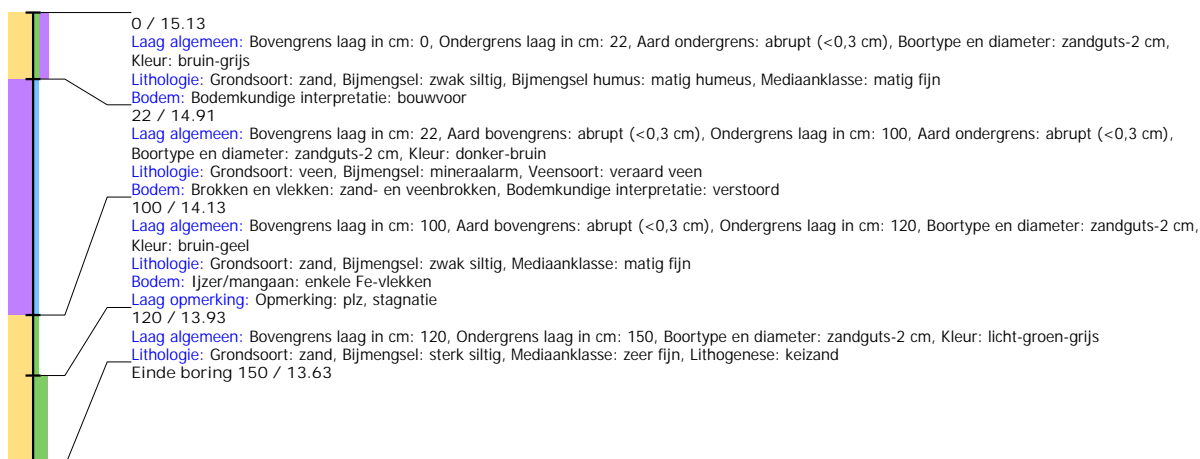 0 / 15.13
Laag algemeen: Bovengrens laag in cm: 0, Ondergrens laag in cm: 22, Aard ondergrens: abrupt (<0,3 cm), Boortype en diameter: zandguts-2 cm,
Kleur: bruin-grijs
Lithologie: Grondsoort: zand, Bijmengsel: zwak siltig, Bijmengsel humus: matig humeus, Mediaanklasse: matig fijn
Bodem: Bodemkundige interpretatie: bouwvoor
22 / 14.91
Laag algemeen: Bovengrens laag in cm: 22, Aard bovengrens: abrupt (<0,3 cm), Ondergrens laag in cm: 100, Aard ondergrens: abrupt (<0,3 cm),
Boortype en diameter: zandguts-2 cm, Kleur: donker-bruin
Lithologie: Grondsoort: veen, Bijmengsel: mineraalarm, Veensoort: veraard veen
Bodem: Brokken en vlekken: zand- en veenbrokken, Bodemkundige interpretatie: verstoord
100 / 14.13
Laag algemeen: Bovengrens laag in cm: 100, Aard bovengrens: abrupt (<0,3 cm), Ondergrens laag in cm: 120, Boortype en diameter: zandguts-2 cm,
Kleur: bruin-geel
Lithologie: Grondsoort: zand, Bijmengsel: zwak siltig, Mediaanklasse: matig fijn
Bodem: Ijzer/mangaan: enkele Fe-vlekken
Laag opmerking: Opmerking: plz, stagnatie
120 / 13.93
Laag algemeen: Bovengrens laag in cm: 120, Ondergrens laag in cm: 150, Boortype en diameter: zandguts-2 cm, Kleur: licht-groen-grijs
Lithologie: Grondsoort: zand, Bijmengsel: sterk siltig, Mediaanklasse: zeer fijn, Lithogenese: keizand
Einde boring 150 / 13.63